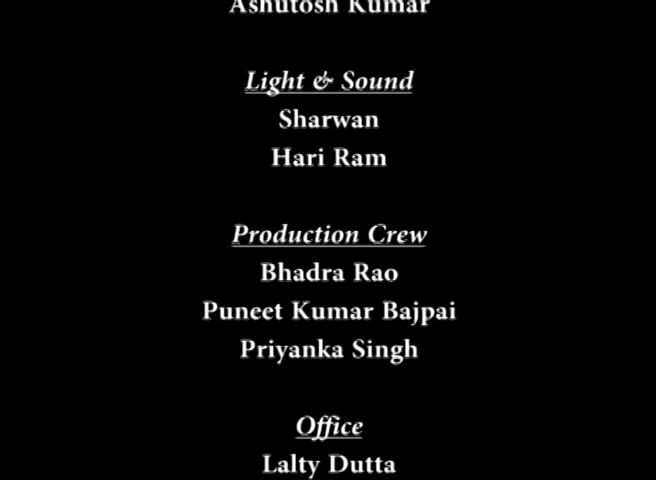 Ashutosh Kumar
Light & Sound
Sharwan
Hari Ram
Production Crew
Bhadra Rao
Puneet Kumar Bajpai
Priyanka Singh
Office
Lalty Dutta